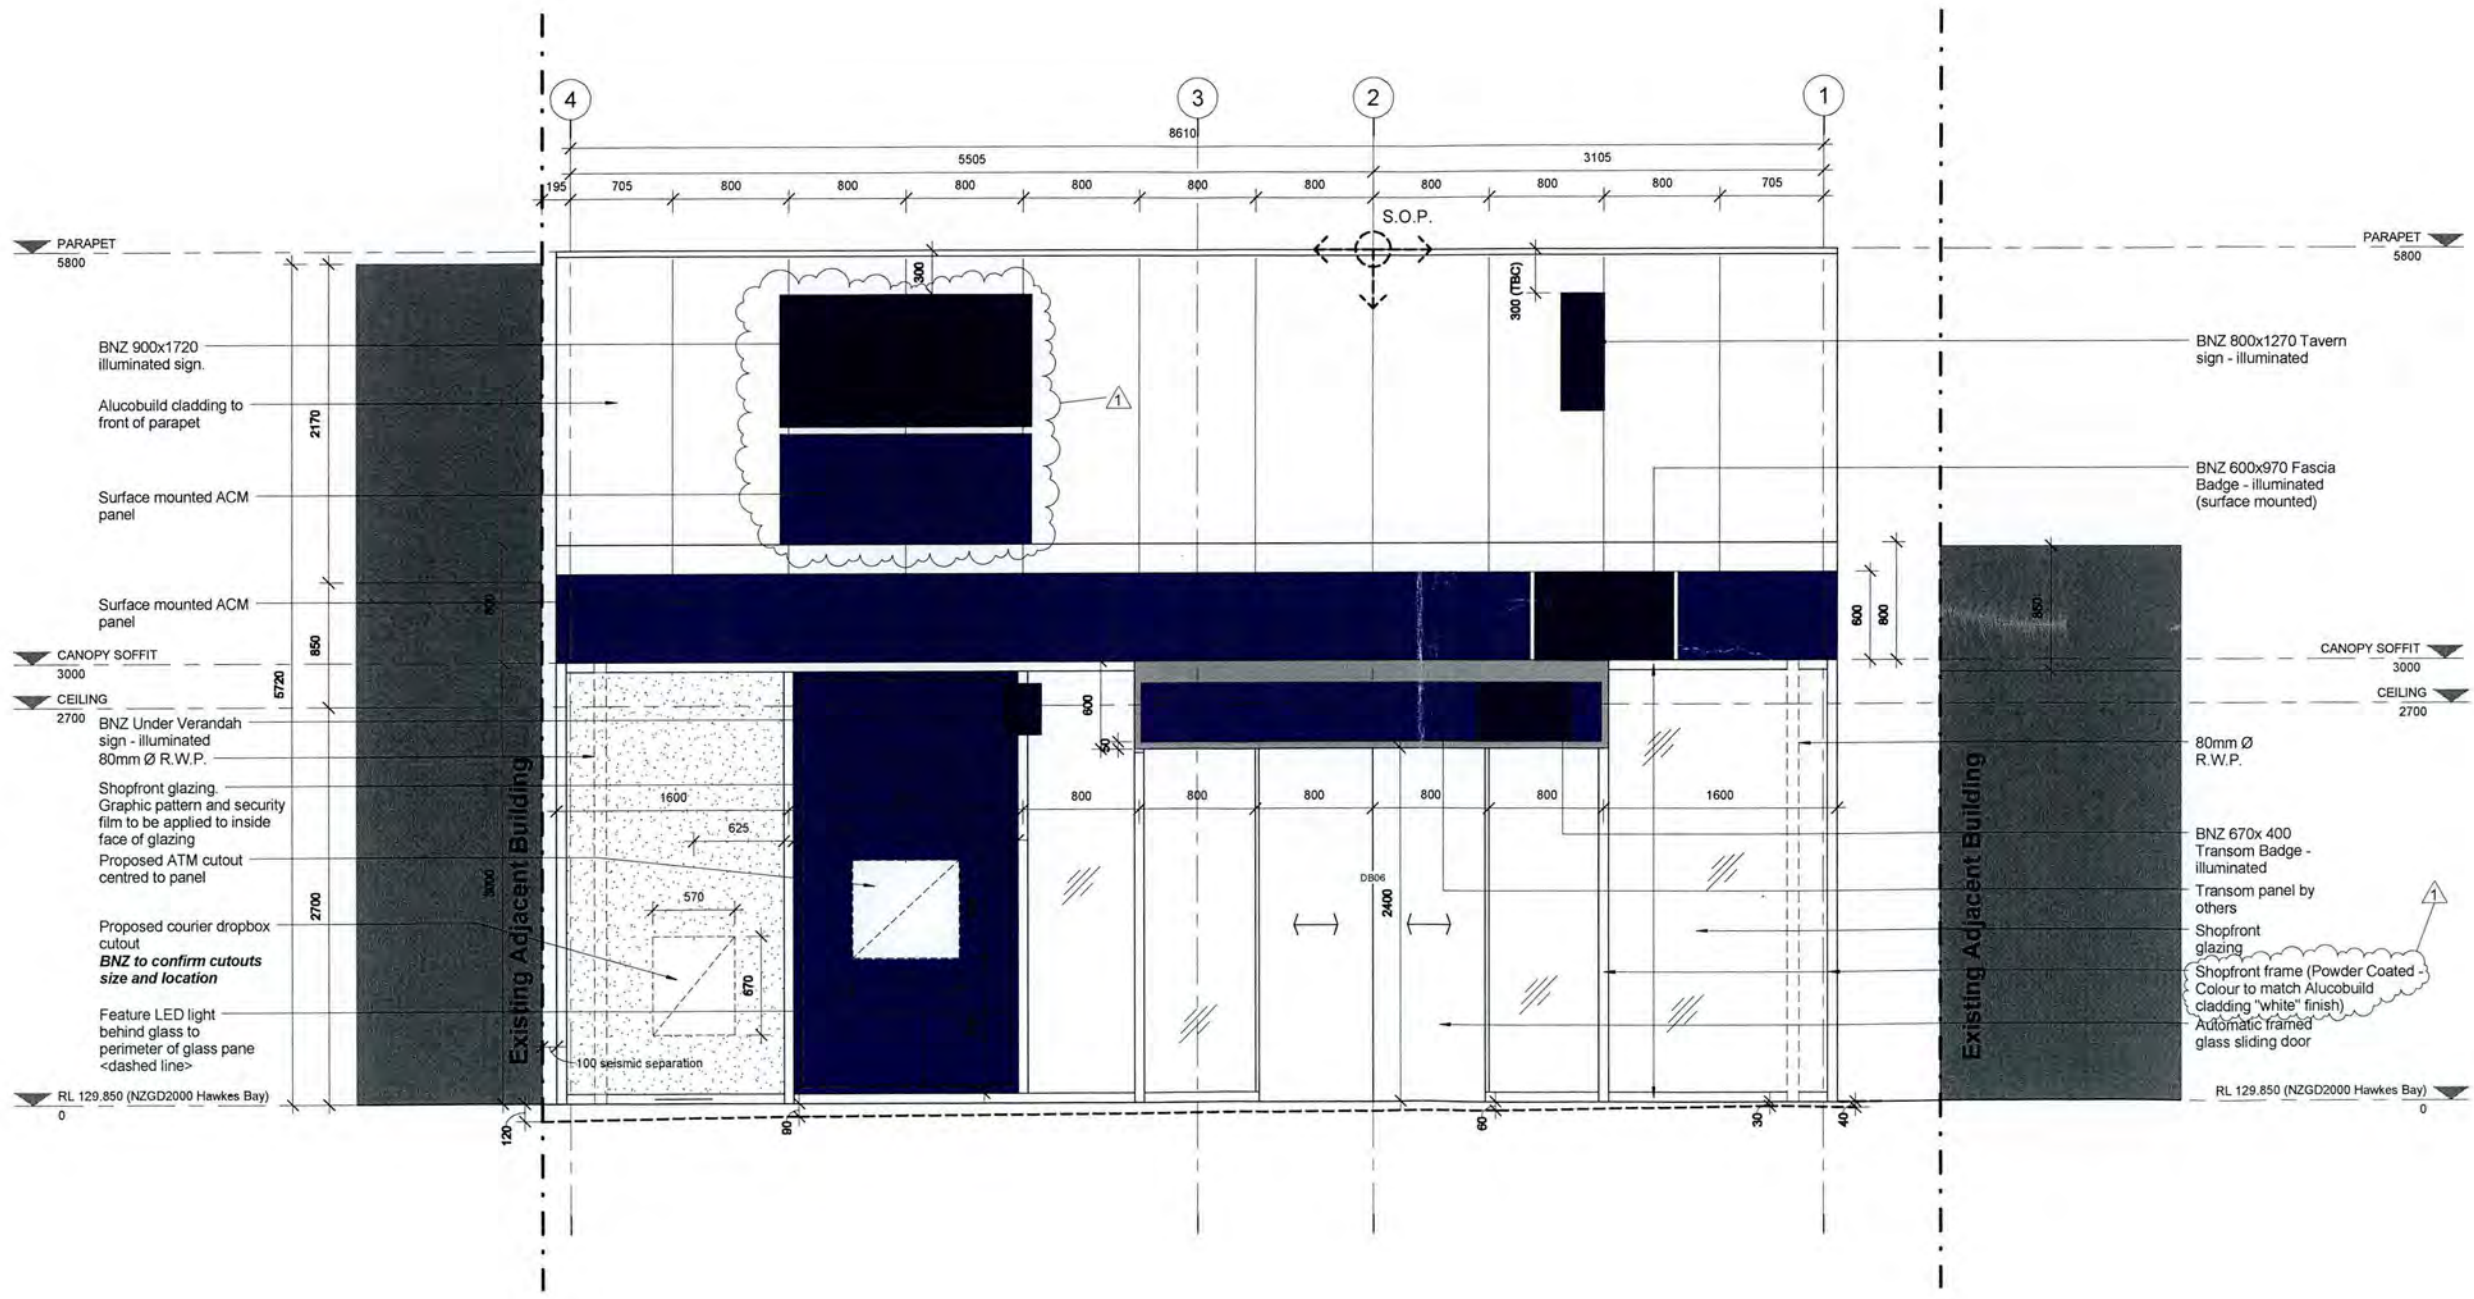 4
3
2
1
8610
5505
3105
195
705
800
800
800
800
800
800
800
800
800
705
S.O.P.
PARAPET
5800
PARAPET
5800
300
300 (TBC)
BNZ 900x1720
illuminated sign.
Alucobuild cladding to
front of parapet
Surface mounted ACM
panel
Surface mounted ACM
panel
CANOPY SOFFIT
3000
CEILING
2700
BNZ Under Verandah
sign - illuminated
80mm Ø R.W.P.
Shopfront glazing.
Graphic pattern and security
film to be applied to inside
face of glazing
Proposed ATM cutout
centred to panel
Proposed courier dropbox
cutout
BNZ to confirm cutouts
size and location
Feature LED light
behind glass to
perimeter of glass pane
<dashed line>
RL 129.850 (NZGD2000 Hawkes Bay)
0
2170
850
5720
2700
800
3000
Existing Adjacent Building
1
600
50
1600
800
800
800
800
800
1600
625
570
670
DB06
2400
100 seismic separation
120
90
60
30
40
600
800
850
Existing Adjacent Building
BNZ 800x1270 Tavern
sign - illuminated
BNZ 600x970 Fascia
Badge - illuminated
(surface mounted)
CANOPY SOFFIT
3000
CEILING
2700
80mm Ø
R.W.P.
BNZ 670x 400
Transom Badge -
illuminated
Transom panel by
others
1
Shopfront
glazing
Shopfront frame (Powder Coated -
Colour to match Alucobuild
cladding "white" finish)
Automatic framed
glass sliding door
RL 129.850 (NZGD2000 Hawkes Bay)
0